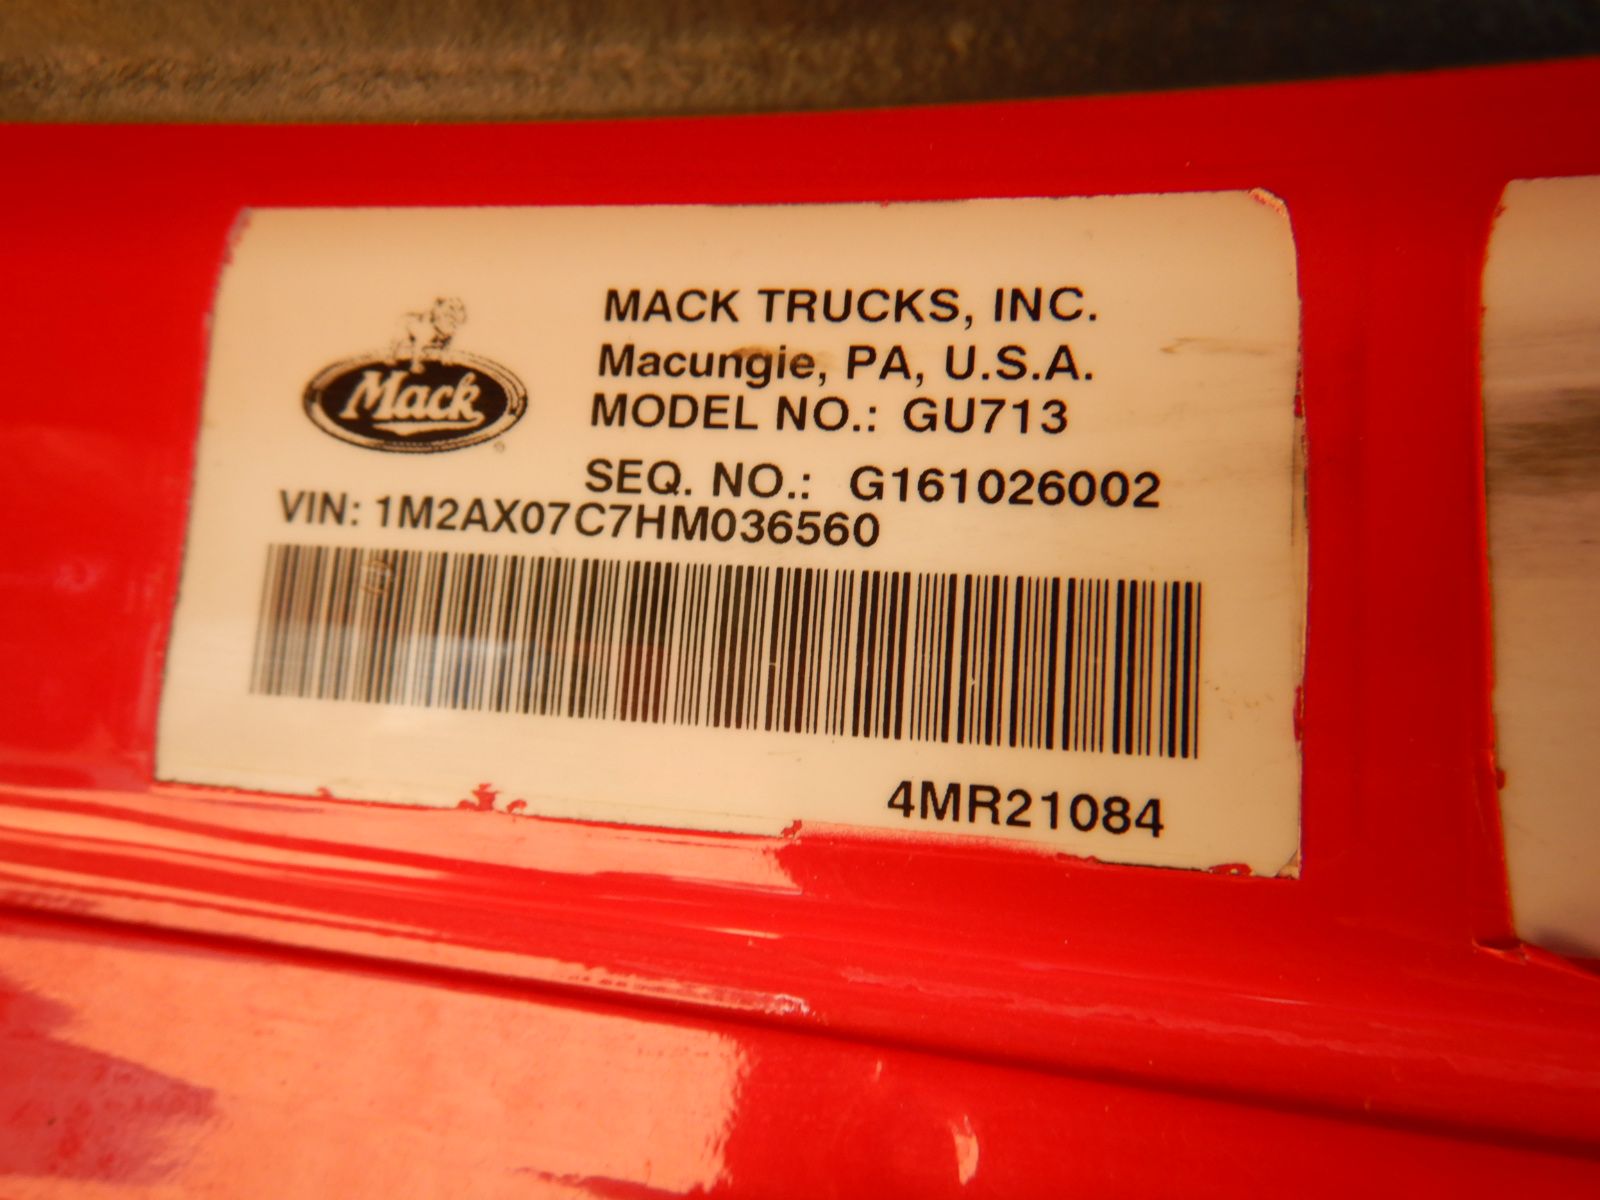 Mack
MACK TRUCKS, INC.
Macungie, PA, U.S.A.
MODEL NO.: GU713
SEQ. NO.: G161026002
VIN: 1M2AX07C7HM036560
4MR21084